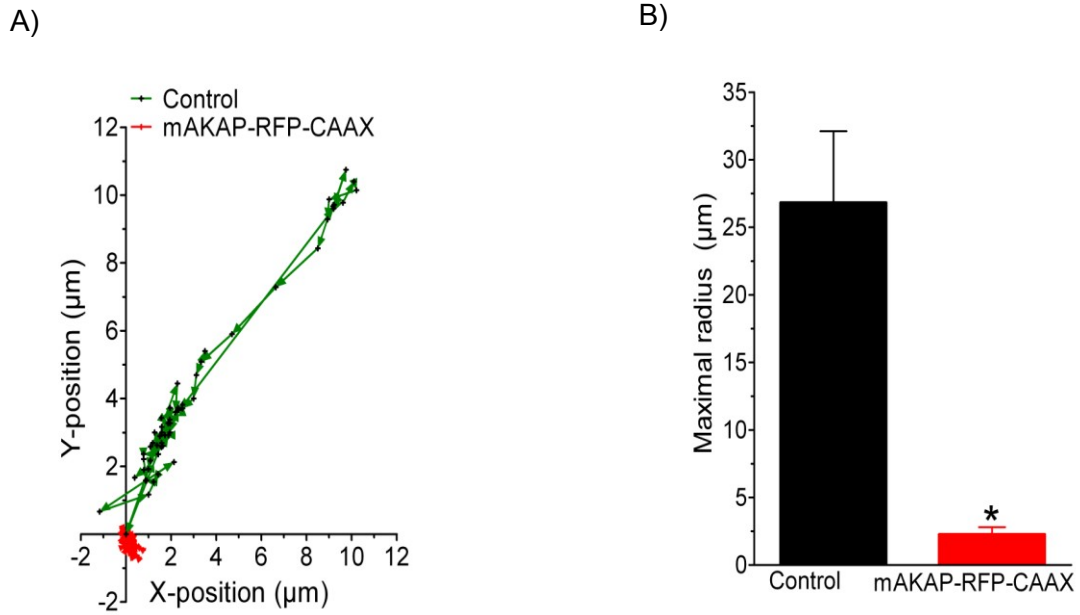 A)
Control
mAKAP-RFP-CAAX
12
10
8
6
4
2
-2
-2 2 4 6 8 10 12
Y-position (µm)
X-position (µm)
B)
35
30
25
20
15
10
5
0
Maximal radius (µm)
*
Control mAKAP-RFP-CAAX